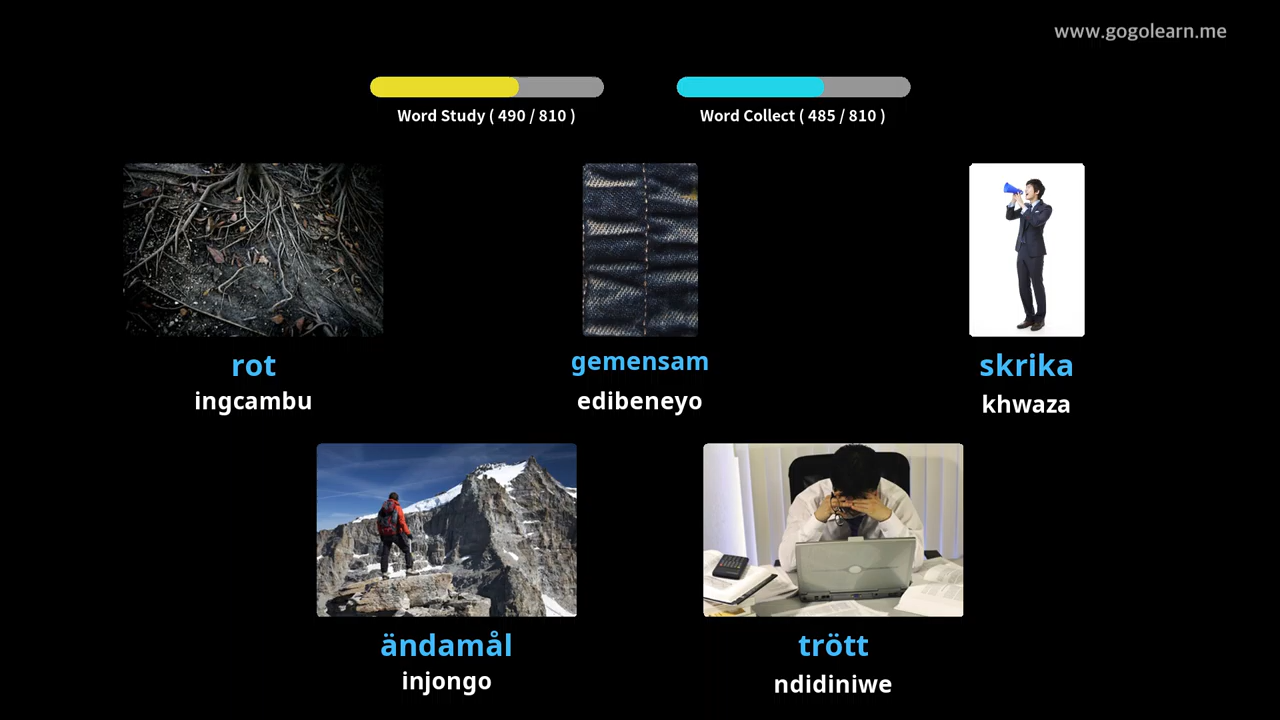 www.gogolearn.me
Word Study ( 490 / 810 )
Word Collect ( 485 / 810 )
rot
ingcambu
gemensam
edibeneyo
skrika
khwaza
ändamål
injongo
trött
ndidiniwe